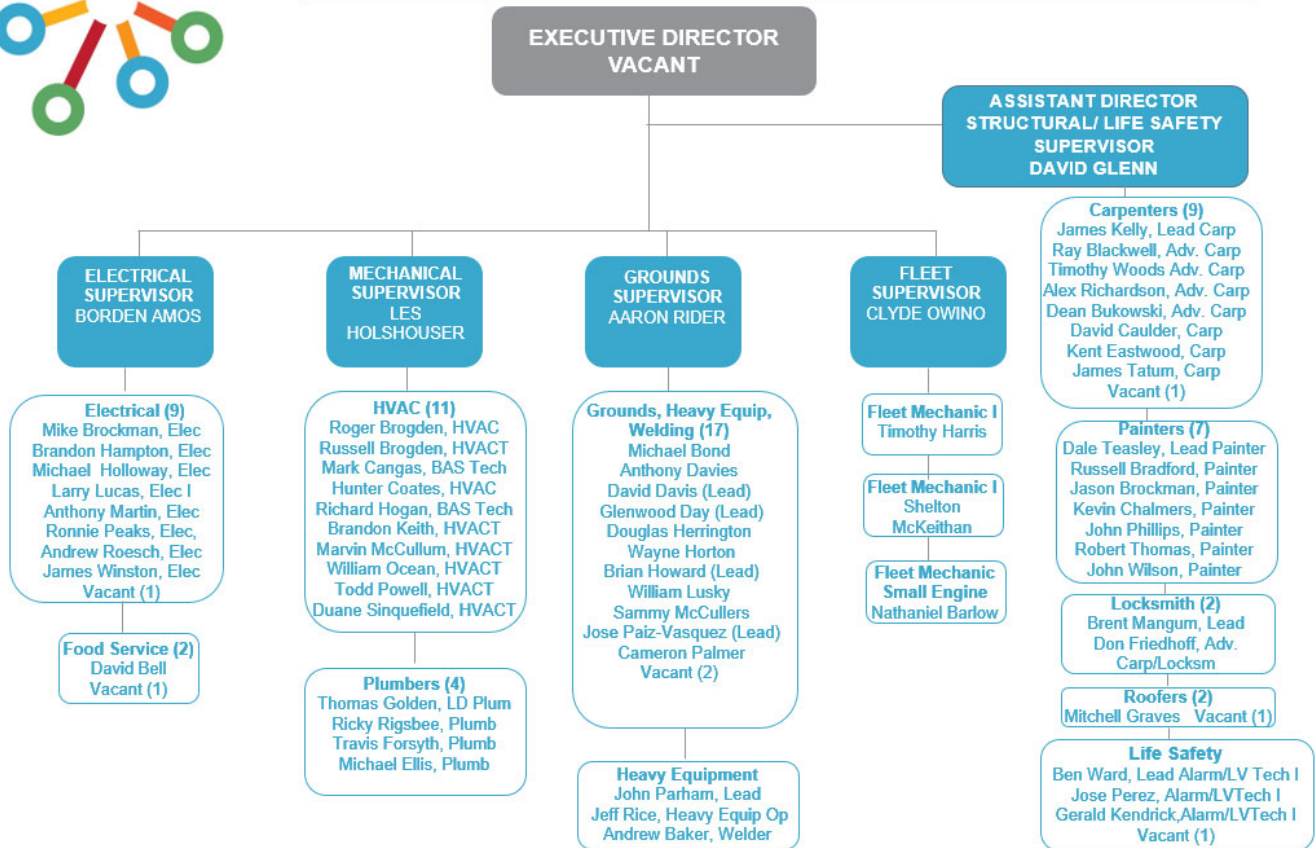 EXECUTIVE DIRECTOR
VACANT
ASSISTANT DIRECTOR
STRUCTURAL/ LIFE SAFETY
SUPERVISOR
DAVID GLENN
ELECTRICAL
SUPERVISOR
BORDEN AMOS
Electrical (9)
Mike Brockman, Elec
Brandon Hampton, Elec
Michael Holloway, Elec
Larry Lucas, Elec I
Anthony Martin, Elec
Ronnie Peaks, Elec,
Andrew Roesch, Elec
James Winston, Elec
Vacant (1)
Food Service (2)
David Bell
Vacant (1)
MECHANICAL
SUPERVISOR
LES
HOLSHOUSER
HVAC (11)
Roger Brogden, HVAC
Russell Brogden, HVACT
Mark Cangas, BAS Tech
Hunter Coates, HVAC
Richard Hogan, BAS Tech
Brandon Keith, HVACT
Marvin McCullum, HVACT
William Ocean, HVACT
Todd Powell, HVACT
Duane Sinquefield, HVACT
Plumbers (4)
Thomas Golden, LD Plum
Ricky Rigsbee, Plumb
Travis Forsyth, Plumb
Michael Ellis, Plumb
GROUNDS
SUPERVISOR
AARON RIDER
Grounds, Heavy Equip,
Welding (17)
Michael Bond
Anthony Davies
David Davis (Lead)
Glenwood Day (Lead)
Douglas Herrington
Wayne Horton
Brian Howard (Lead)
William Lusky
Sammy McCullers
Jose Paiz-Vasquez (Lead)
Cameron Palmer
Vacant (2)
Heavy Equipment
John Parham, Lead
Jeff Rice, Heavy Equip Op
Andrew Baker, Welder
FLEET
SUPERVISOR
CLYDE OWINO
Fleet Mechanic I
Timothy Harris
Fleet Mechanic I
Shelton
McKeithan
Fleet Mechanic
Small Engine
Nathaniel Barlow
Carpenters (9)
James Kelly, Lead Carp
Ray Blackwell, Adv. Carp
Timothy Woods Adv. Carp
Alex Richardson, Adv. Carp
Dean Bukowski, Adv. Carp
David Caulder, Carp
Kent Eastwood, Carp
James Tatum, Carp
Vacant (1)
Painters (7)
Dale Teasley, Lead Painter
Russell Bradford, Painter
Jason Brockman, Painter
Kevin Chalmers, Painter
John Phillips, Painter
Robert Thomas, Painter
John Wilson, Painter
Locksmith (2)
Brent Mangum, Lead
Don Friedhoff, Adv.
Carp/Locksm
Roofers (2)
Mitchell Graves Vacant (1)
Life Safety
Ben Ward, Lead Alarm/LV Tech I
Jose Perez, Alarm/LVTech I
Gerald Kendrick,Alarm/LVTech I
Vacant (1)